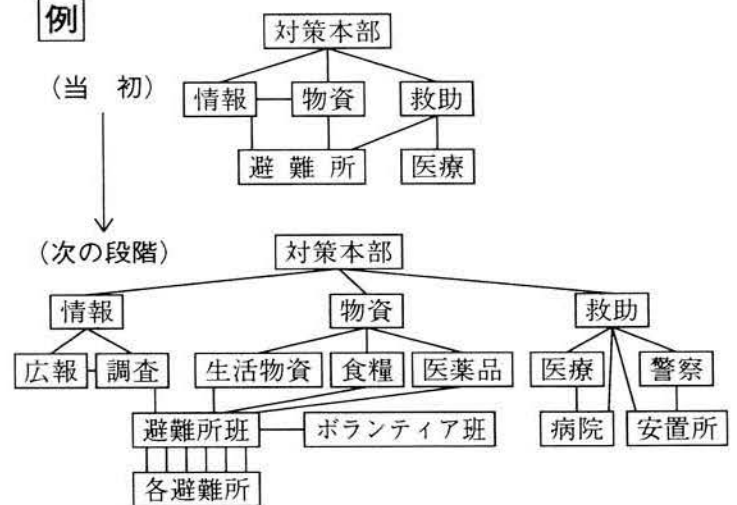 例
対策本部
（当　初）
情報 物資 救助
避 難 所 医療
（次の段階）
対策本部
情報 物資 救助
広報 調査 生活物資 食糧 医薬品 医療 警察
避難所班 ボランティア班 病院 安置所
各避難所